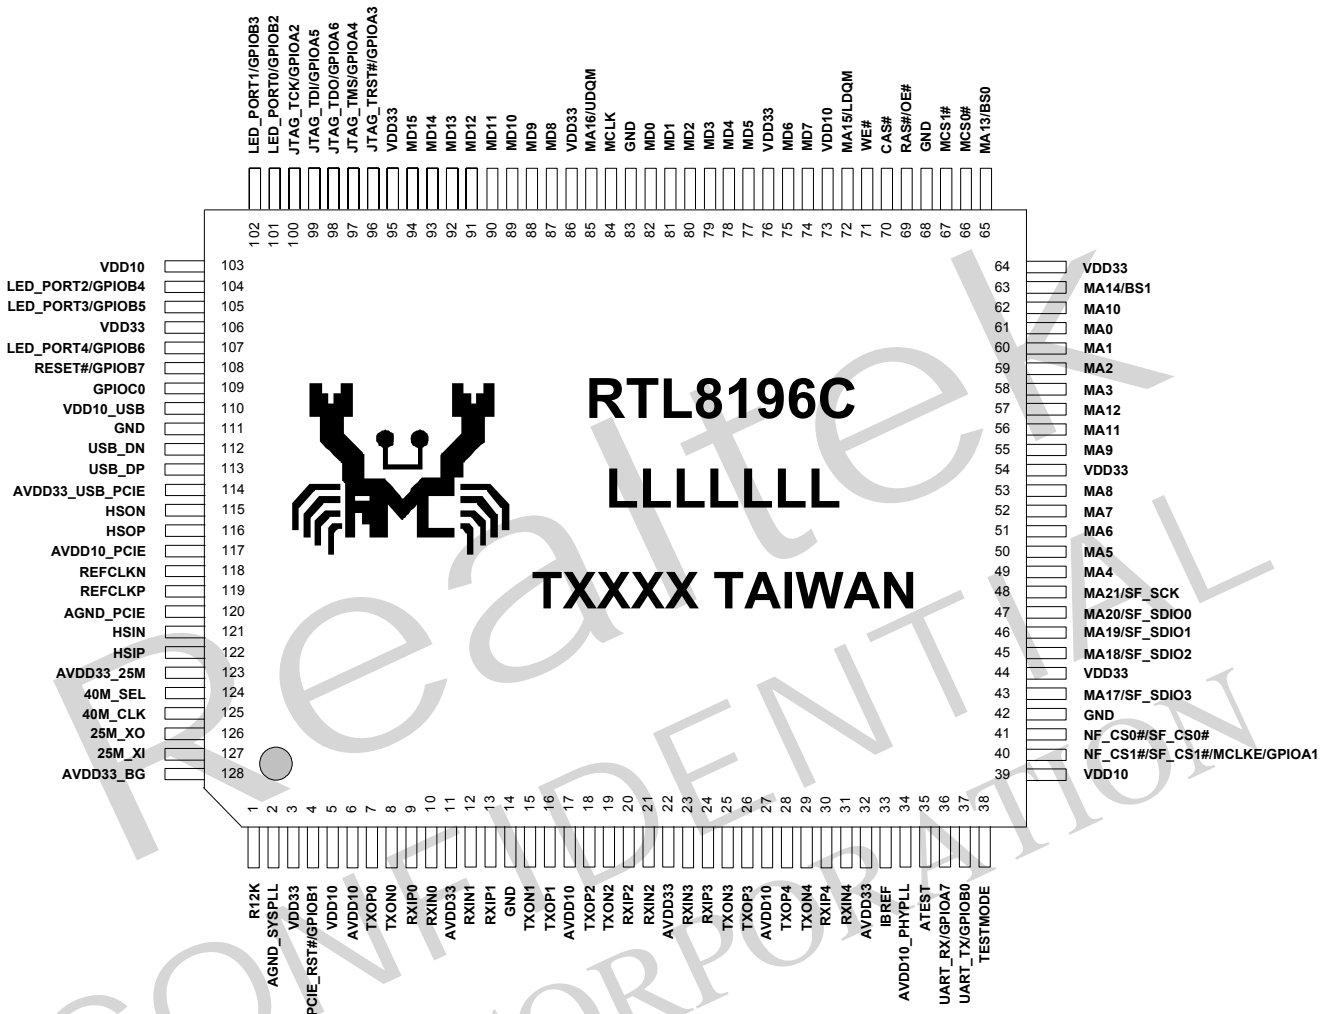 LED_PORT1/GPIOB3
LED_PORT0/GPIOB2
JTAG_TCK/GPIOA2
JTAG_TDI/GPIOA5
JTAG_TDO/GPIOA6
JTAG_TMS/GPIOA4
JTAG_TRST#/GPIOA3
VDD33
MD15
MD14
MD13
MD12
MD11
MD10
MD9
MD8
VDD33
MA16/UDQM
MCLK
GND
MD0
MD1
MD2
MD3
MD4
MD5
VDD33
MD6
MD7
VDD10
MA15/LDQM
WE#
CAS#
RAS#/OE#
GND
MCS1#
MCS0#
MA13/BS0
102 101 100 99 98 97 96 95 94 93 92 91 90 89 88 87 86 85 84 83 82 81 80 79 78 77 76 75 74 73 72 71 70 69 68 67 66 65
VDD10 103
LED_PORT2/GPIOB4 104
LED_PORT3/GPIOB5 105
VDD33 106
LED_PORT4/GPIOB6 107
RESET#/GPIOB7 108
GPIOC0 109
VDD10_USB 110
GND 111
USB_DN 112
USB_DP 113
AVDD33_USB_PCIE 114
HSON 115
HSOP 116
AVDD10_PCIE 117
REFCLKN 118
REFCLKP 119
AGND_PCIE 120
HSIN 121
HSIP 122
AVDD33_25M 123
40M_SEL 124
40M_CLK 125
25M_XO 126
25M_XI 127
AVDD33_BG 128
RTL8196C
LLLLLLL
TXXXX TAIWAN
64 VDD33
63 MA14/BS1
62 MA10
61 MA0
60 MA1
59 MA2
58 MA3
57 MA12
56 MA11
55 MA9
54 VDD33
53 MA8
52 MA7
51 MA6
50 MA5
49 MA4
48 MA21/SF_SCK
47 MA20/SF_SDIO0
46 MA19/SF_SDIO1
45 MA18/SF_SDIO2
44 VDD33
43 MA17/SF_SDIO3
42 GND
41 NF_CS0#/SF_CS0#
40 NF_CS1#/SF_CS1#/MCLKE/GPIOA1
39 VDD10
1 2 3 4 5 6 7 8 9 10 11 12 13 14 15 16 17 18 19 20 21 22 23 24 25 26 27 28 29 30 31 32 33 34 35 36 37 38
R12K
AGND_SYSPLL
VD33
PCIE_RST#/GPIOB1
VDD10
AVDD10
TXOP0
TXON0
RXIP0
RXIN0
AVDD33
RXIN1
RXIP1
GND
TXON1
TXOP1
AVDD10
TXOP2
TXON2
RXIP2
RXIN2
AVDD33
RXIN3
RXIP3
TXON3
TXOP3
AVDD10
TXOP4
TXON4
RXIP4
RXIN4
AVDD33
IBREF
AVDD10_PHYPLL
ATEST
UART_RX/GPIOA7
UART_TX/GPIOB0
TESTMODE
Realtek
CONFIDENTIAL
CORPORATION